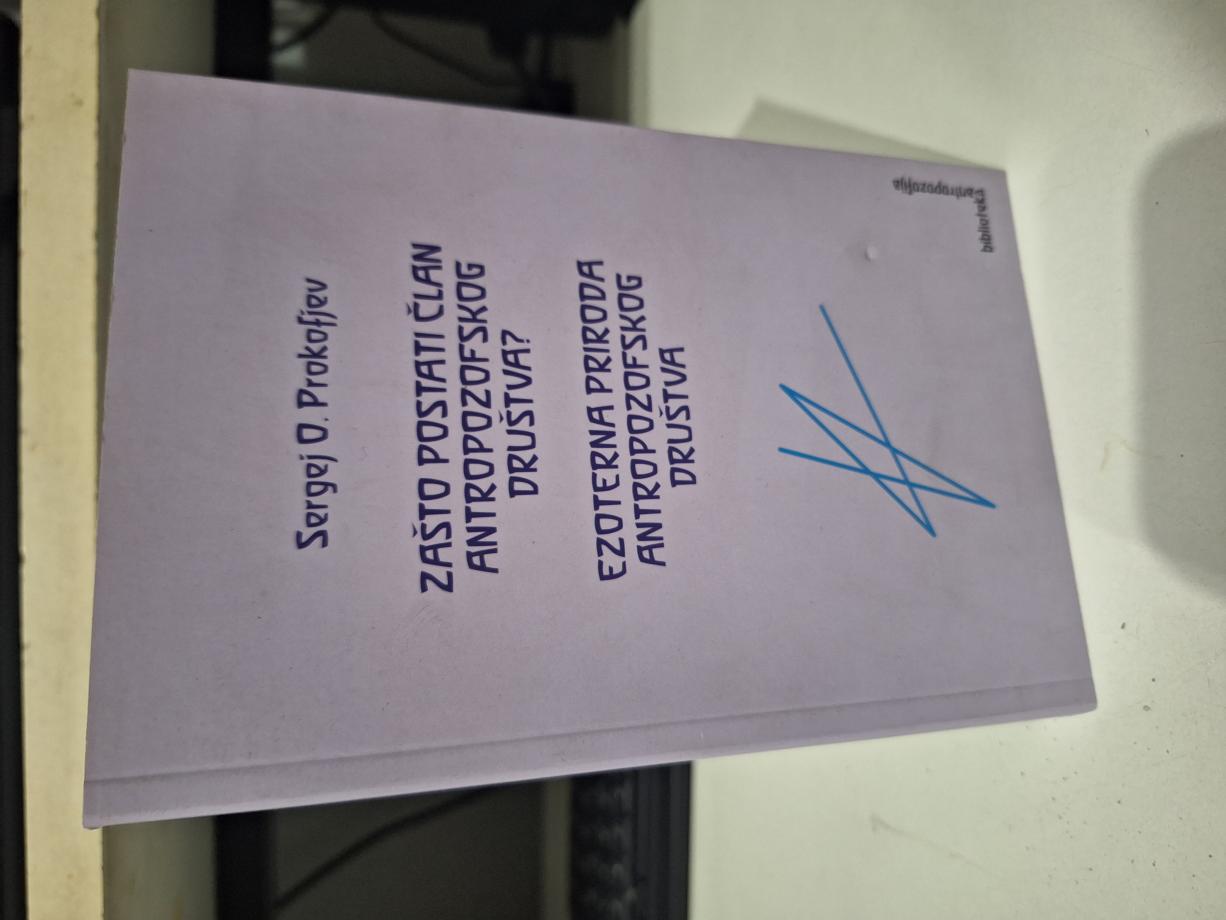 Sergej O. Prokofjev
ZAŠTO POSTATI ČLAN
ANTROPOZOFSKOG
DRUŠTVA?
EZOTERNA PRIRODA
ANTROPOZOFSKOG
DRUŠTVA
biblioteka
antropozofija